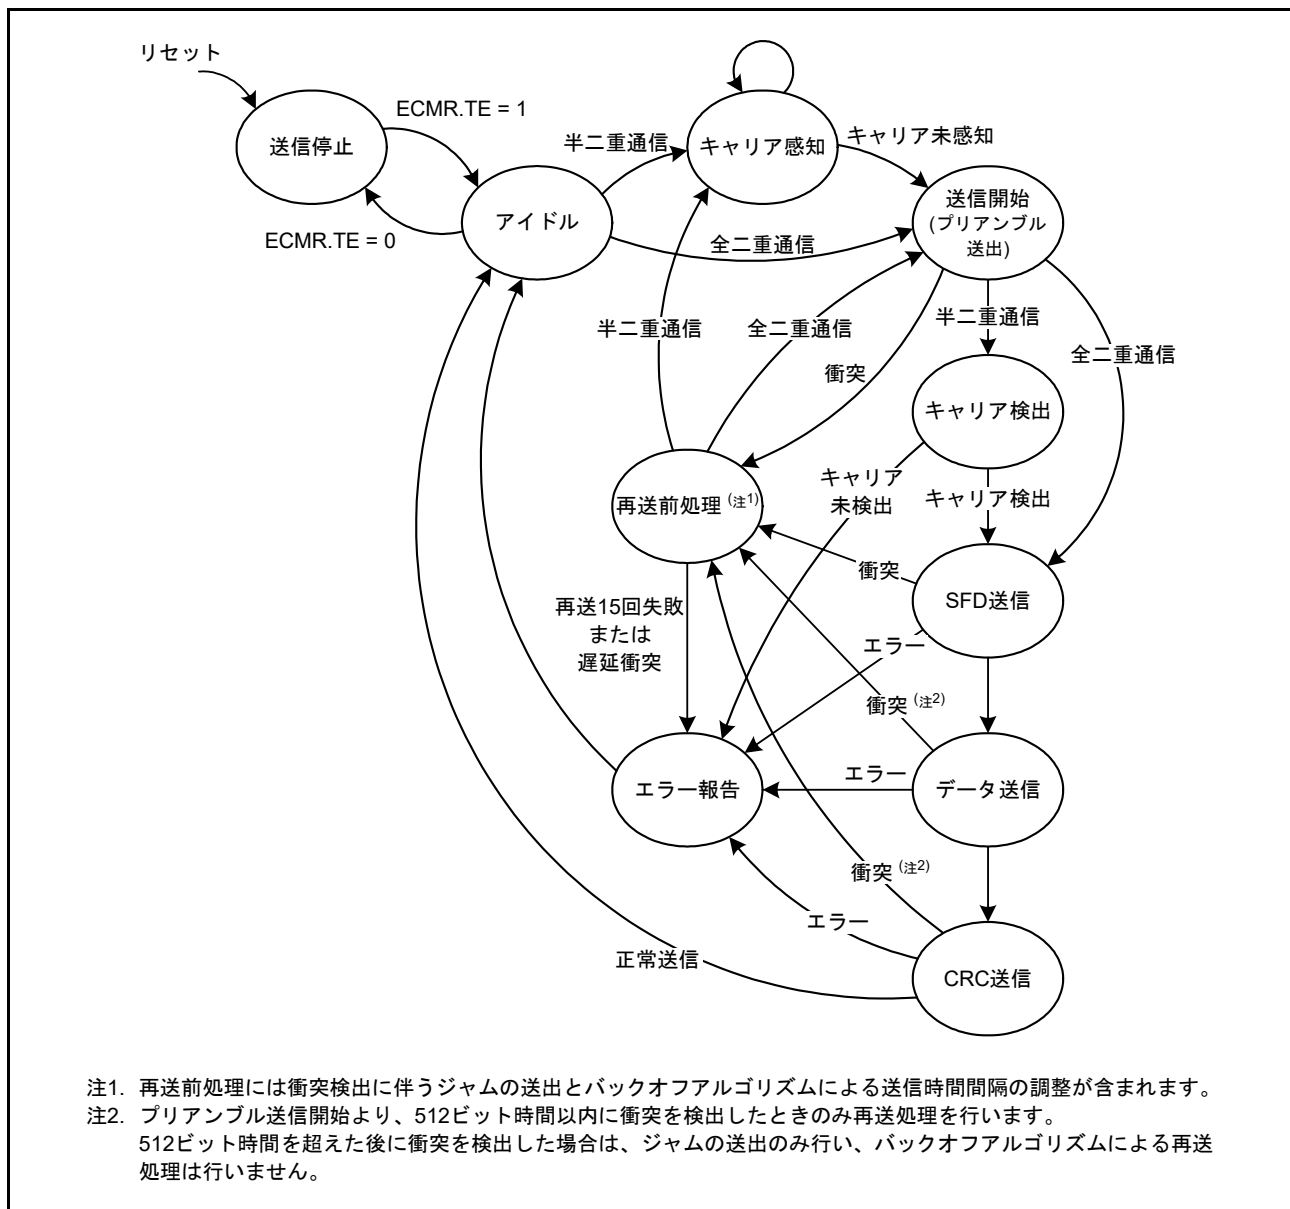 リセット
ECMR.TE = 1
送信停止
半二重通信
キャリア感知
キャリア未感知
アイドル
送信開始
(プリアンブル
送出)
ECMR.TE = 0
全二重通信
半二重通信
全二重通信
半二重通信
全二重通信
衝突
キャリア検出
キャリア
未検出
再送前処理 (注1)
キャリア検出
衝突
SFD送信
再送15回失敗
または
遅延衝突
エラー
衝突 (注2)
エラー報告
エラー
データ送信
衝突 (注2)
エラー
正常送信
CRC送信
注1. 再送前処理には衝突検出に伴うジャムの送出とバックオフアルゴリズムによる送信時間間隔の調整が含まれます。
注2. プリアンブル送信開始より、512ビット時間以内に衝突を検出したときのみ再送処理を行います。
512ビット時間を超えた後に衝突を検出した場合は、ジャムの送出のみ行い、バックオフアルゴリズムによる再送
処理は行いません。